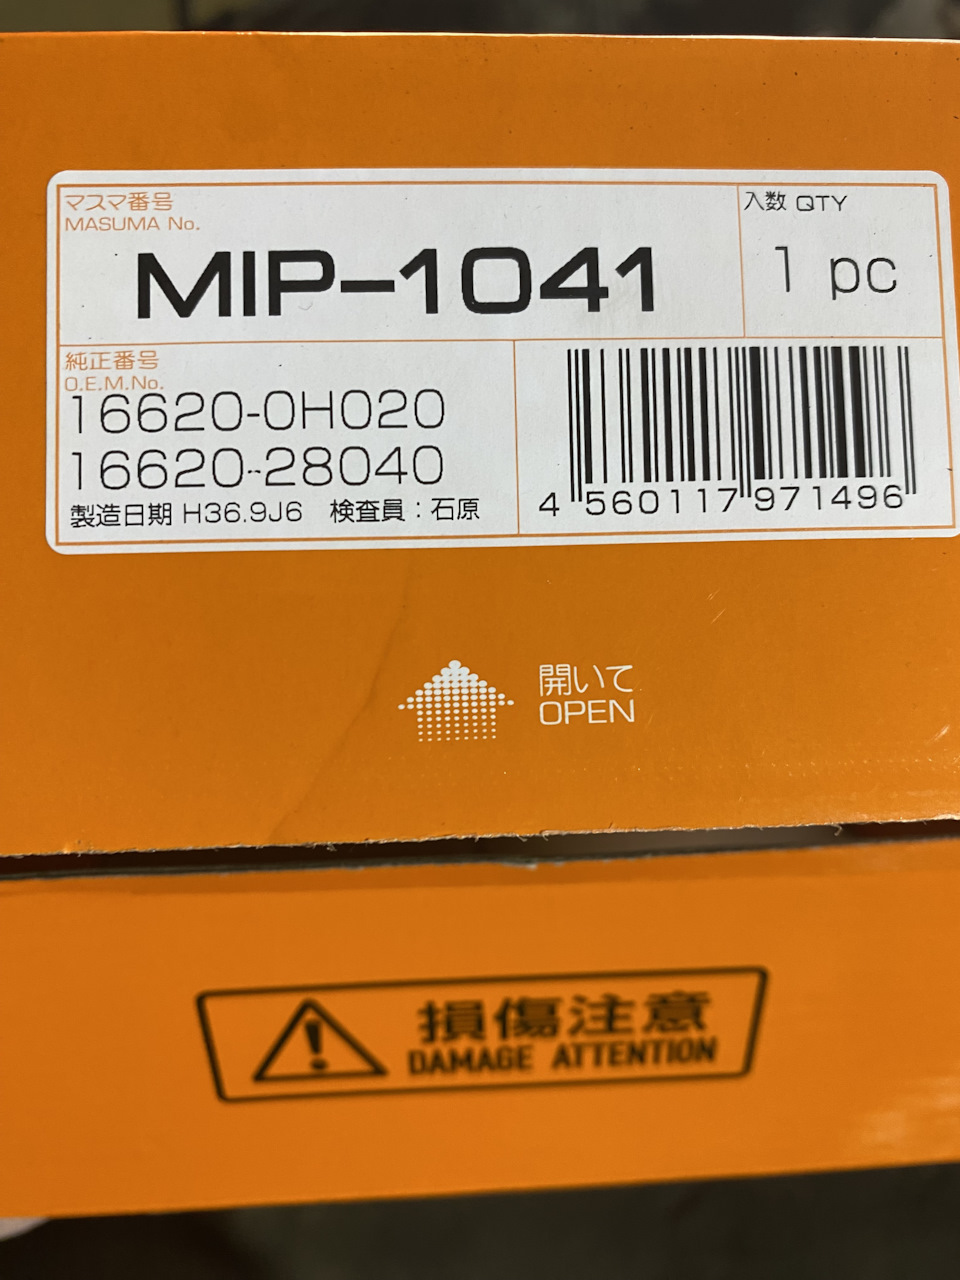 マスマ番号
MASUMA No.
MIP-1041
入数 QTY
1 pc
純正番号
O.E.M.No.
16620-0H020
16620-28040
製造日期 H36.9J6 検査員：石原
4 560117 971496
開いて
OPEN
損傷注意
DAMAGE ATTENTION